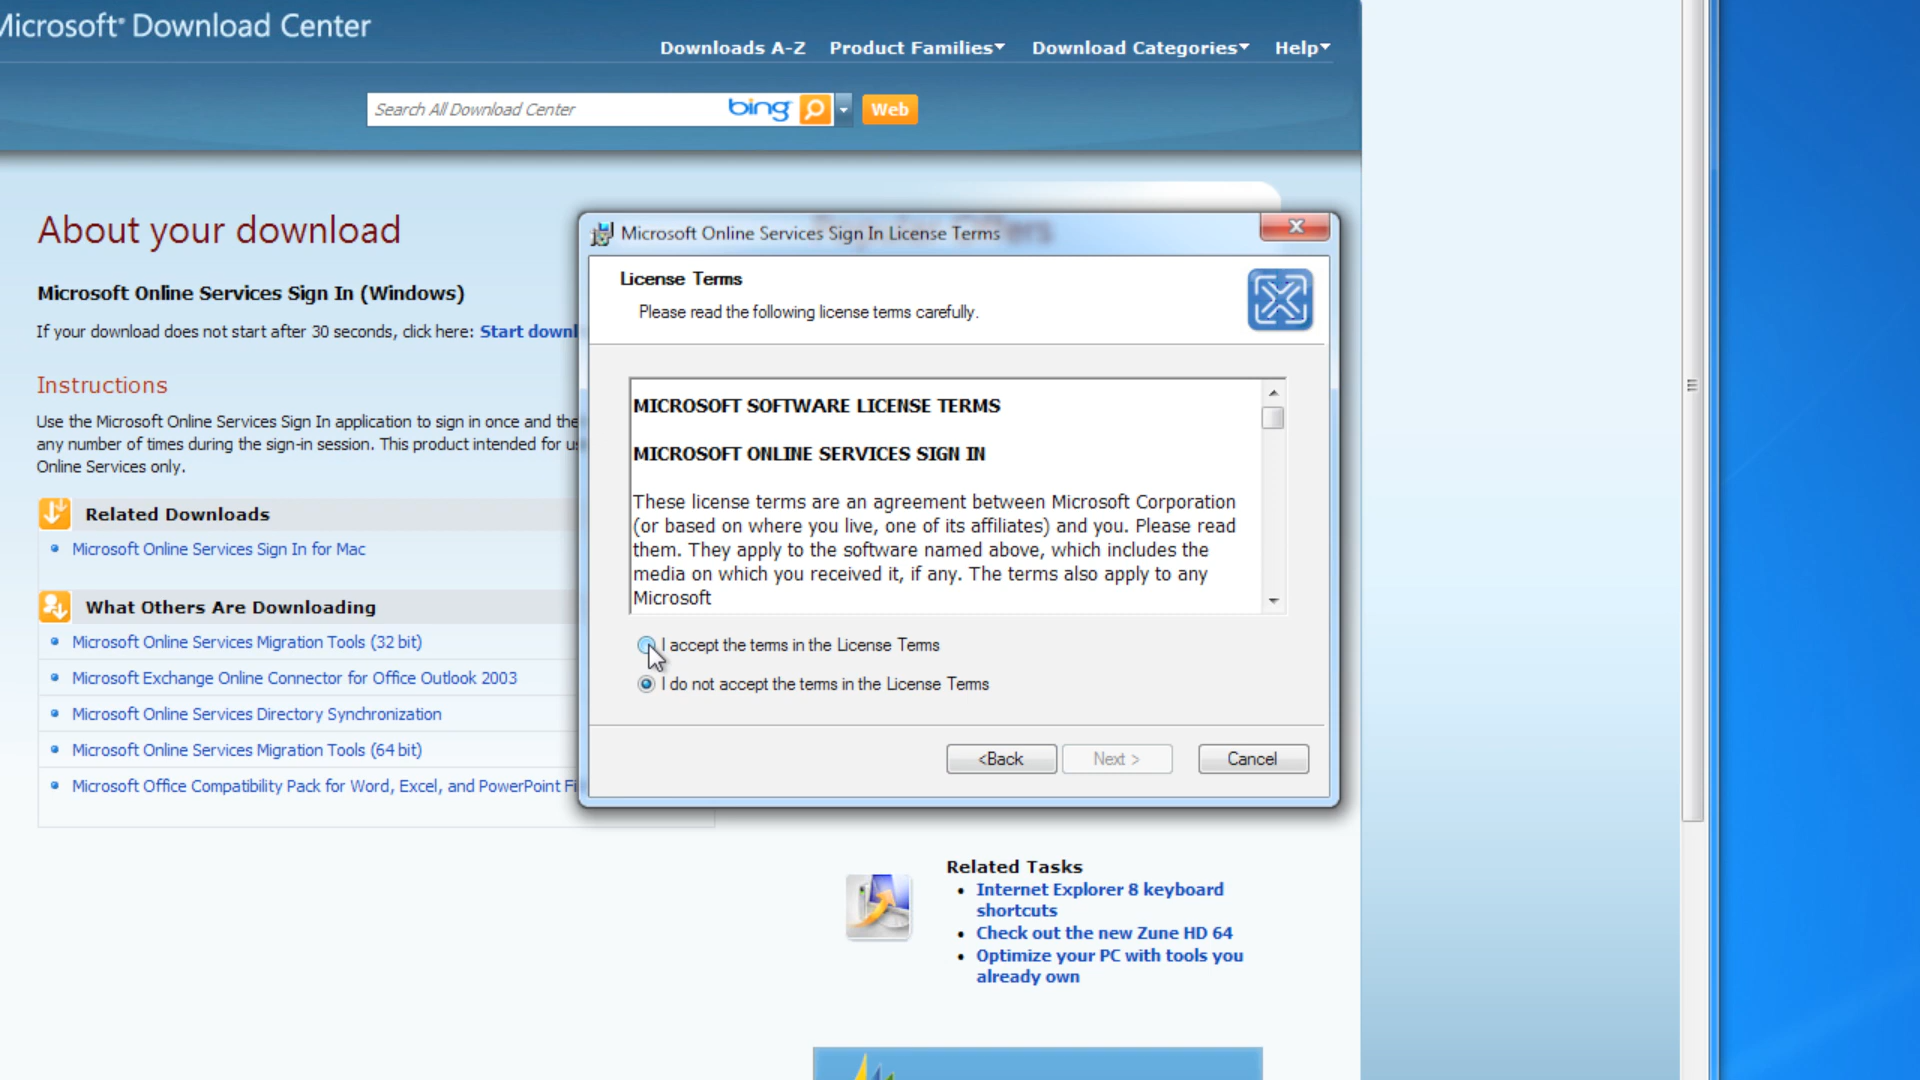 Microsoft® Download Center
Downloads A-Z
Product Families
Download Categories
Help
Search All Download Center
bing
Web
About your download
Microsoft Online Services Sign In (Windows)
If your download does not start after 30 seconds, click here: Start downl
Instructions
Use the Microsoft Online Services Sign In application to sign in once and the
any number of times during the sign-in session. This product intended for
Online Services only.
Related Downloads
Microsoft Online Services Sign In for Mac
What Others Are Downloading
Microsoft Online Services Migration Tools (32 bit)
Microsoft Exchange Online Connector for Office Outlook 2003
Microsoft Online Services Directory Synchronization
Microsoft Online Services Migration Tools (64 bit)
Microsoft Office Compatibility Pack for Word, Excel, and PowerPoint Fi
Microsoft Online Services Sign In License Terms
License Terms
Please read the following license terms carefully.
MICROSOFT SOFTWARE LICENSE TERMS
MICROSOFT ONLINE SERVICES SIGN IN
These license terms are an agreement between Microsoft Corporation
(or based on where you live, one of its affiliates) and you. Please read
them. They apply to the software named above, which includes the
media on which you received it, if any. The terms also apply to any
Microsoft
I accept the terms in the License Terms
I do not accept the terms in the License Terms
<Back
Next >
Cancel
Related Tasks
Internet Explorer 8 keyboard
shortcuts
Check out the new Zune HD 64
Optimize your PC with tools you
already own